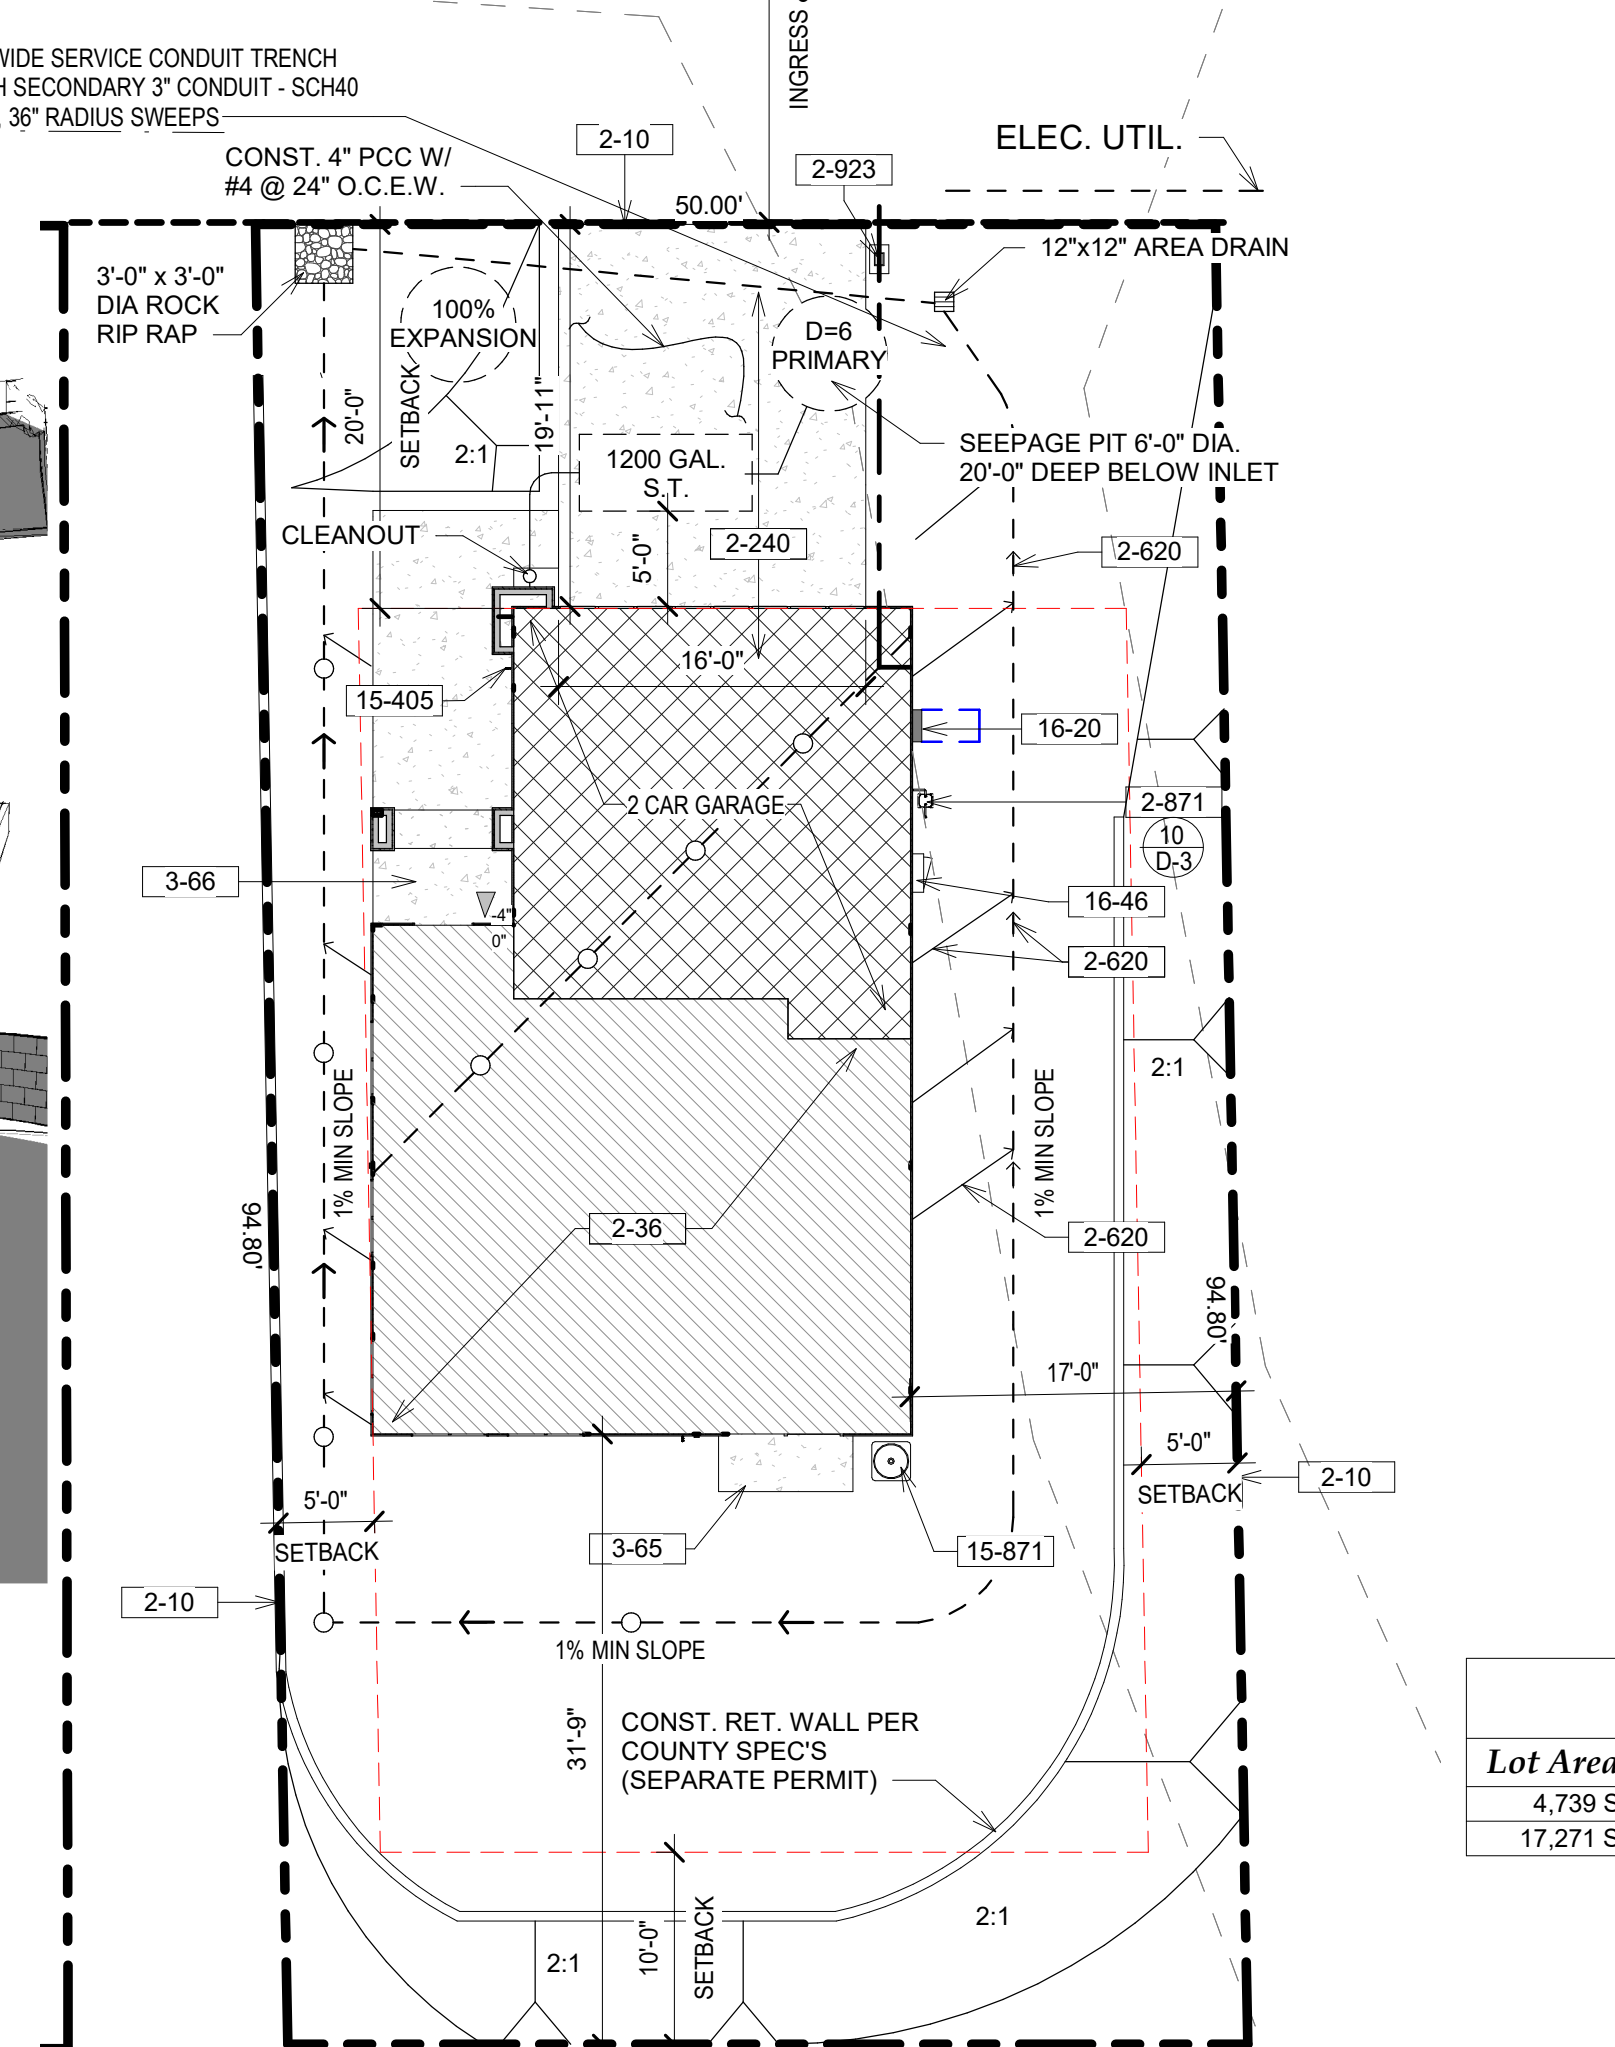 WIDE SERVICE CONDUIT TRENCH
SECONDARY 3" CONDUIT - SCH40
36" RADIUS SWEEPS
INGRESS
2-10
ELEC. UTIL.
CONST. 4" PCC W/
#4 @ 24" O.C.E.W.
2-923
50.00'
12"x12" AREA DRAIN
3'-0" x 3'-0"
DIA ROCK
RIP RAP
100%
EXPANSION
D=6
PRIMARY
20'-0"
SETBACK
19'-11"
2:1
1200 GAL.
S.T.
SEEPAGE PIT 6'-0" DIA.
20'-0" DEEP BELOW INLET
CLEANOUT
5'-0"
2-240
2-620
16'-0"
15-405
16-20
2 CAR GARAGE
2-871
10
D-3
3-66
16-46
-4"
0"
2-620
1% MIN SLOPE
1% MIN SLOPE
2:1
94.80'
2-36
2-620
94.80'
17'-0"
5'-0"
SETBACK
2-10
5'-0"
SETBACK
3-65
15-871
2-10
1% MIN SLOPE
31'-9"
CONST. RET. WALL PER
COUNTY SPEC'S
(SEPARATE PERMIT)
Lot Area
4,739 S
17,271 S
10'-0"
SETBACK
2:1
2:1